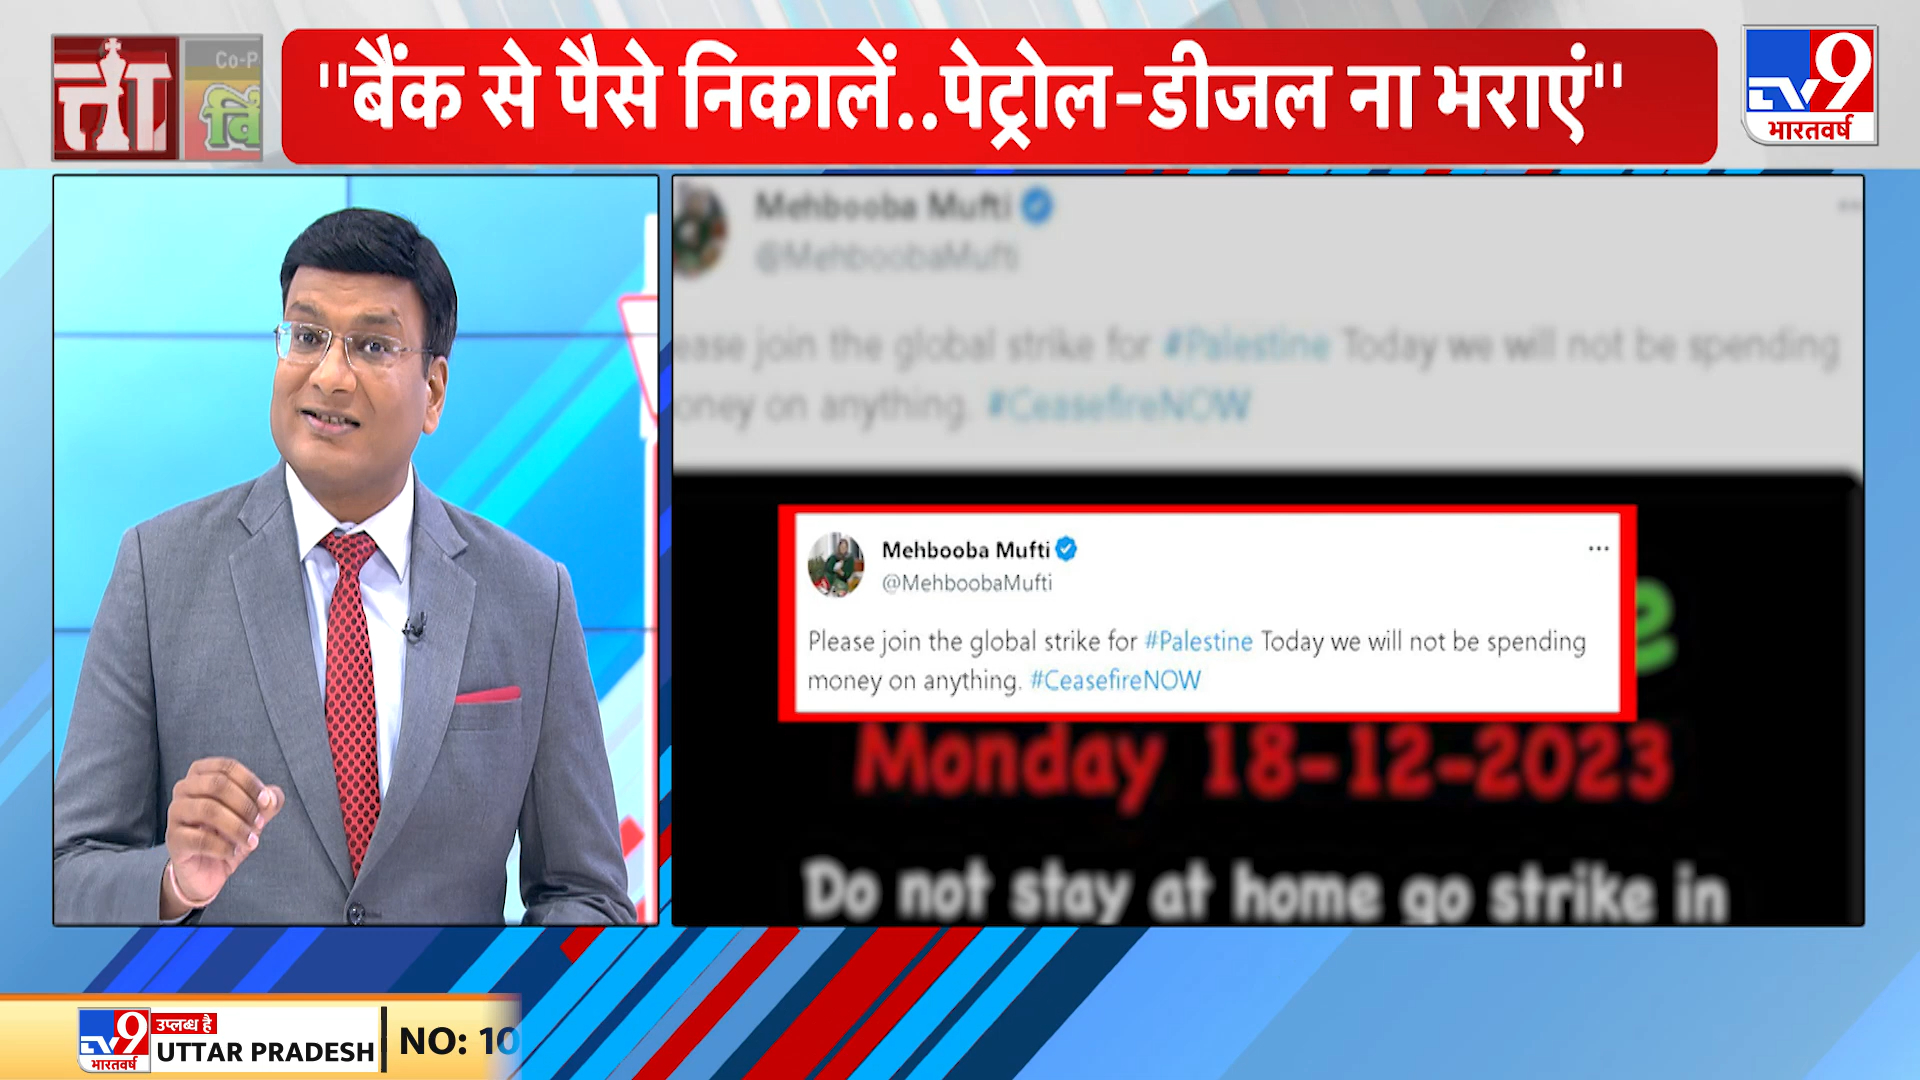 त्ता
Co-P
वि
"बैंक से पैसे निकालें..पेट्रोल-डीजल ना भराएं"
TV9
भारतवर्ष
Mehbooba Mufti
@MehboobaMufti
ease join the global strike for #Palestine Today we will not be spending
oney on anything. #CeasefireNOW
Mehbooba Mufti
@MehboobaMufti
Please join the global strike for #Palestine Today we will not be spending
money on anything. #CeasefireNOW
e
Monday 18-12-2023
Do not stay at home go strike in
TV9
भारतवर्ष
उप्लब्ध है
UTTAR PRADESH
NO: 10